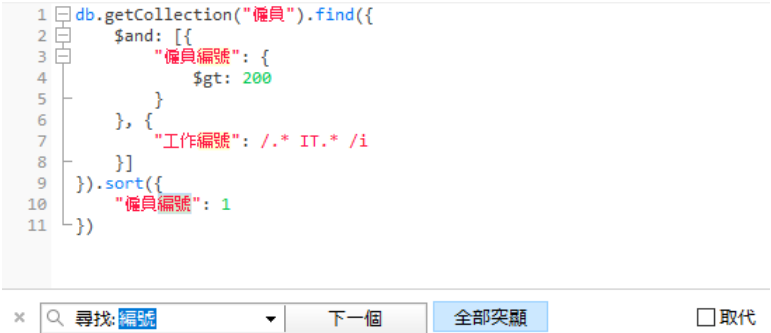 1 db.getCollection("僱員").find({
2 $and: [{
3 "僱員編號": {
4 $gt: 200
5 }
6 }, {
7 "工作編號": /.* IT.* /i
8 }]
9 }).sort({
10 "僱員編號": 1
11 })
× 尋找:編號 下一個 全部突顯 取代